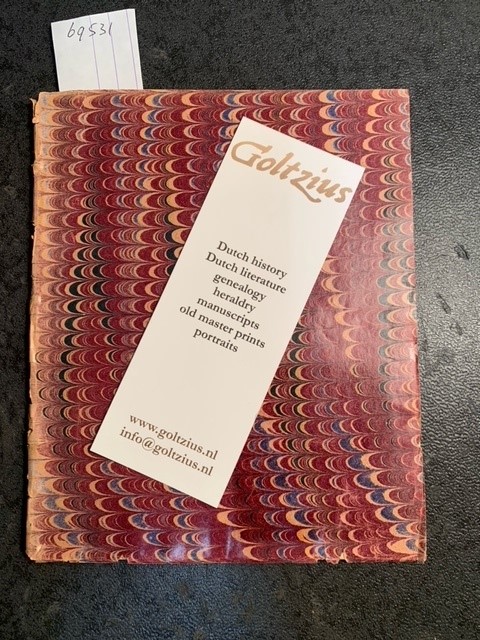 69531
Goltzius
Dutch history
Dutch literature
genealogy
heraldry
manuscripts
old master prints
portraits
www.goltzius.nl
info@goltzius.nl